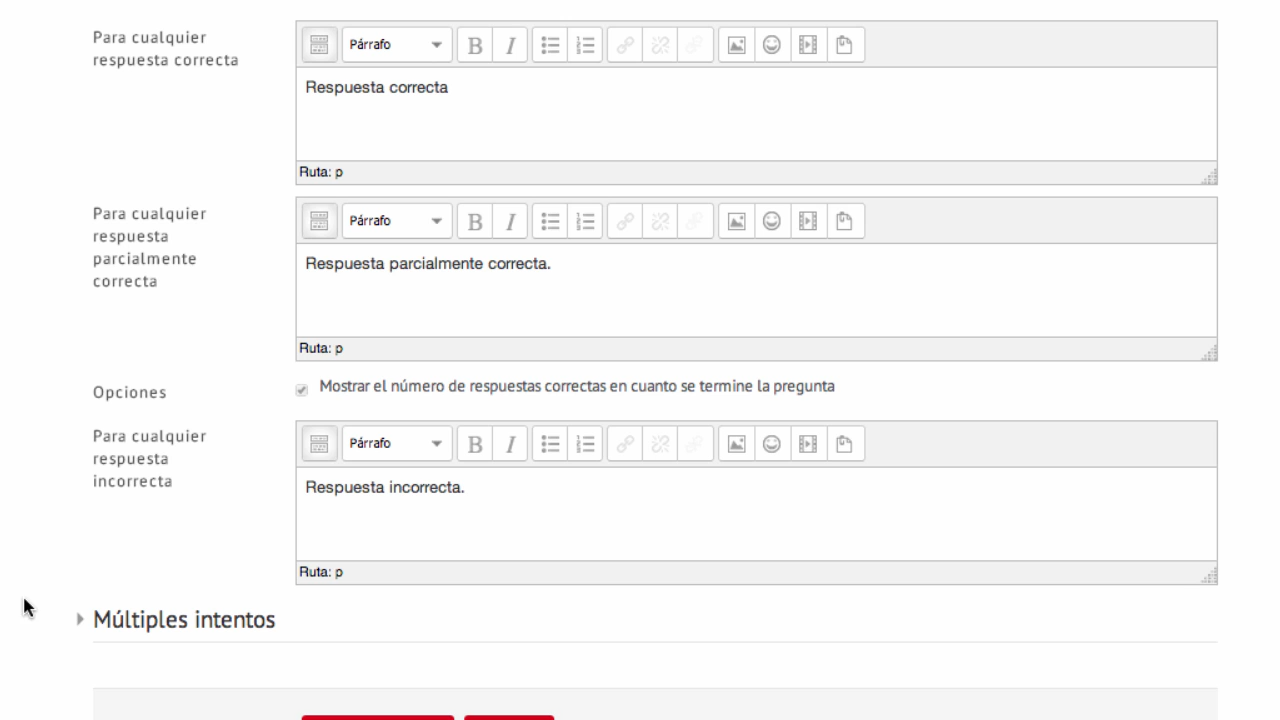 Para cualquier
respuesta correcta
Párrafo
B I
Respuesta correcta
Ruta: p
Para cualquier
respuesta
parcialmente
correcta
Párrafo
B I
Respuesta parcialmente correcta.
Ruta: p
Opciones
Mostrar el número de respuestas correctas en cuanto se termine la pregunta
Para cualquier
respuesta
incorrecta
Párrafo
B I
Respuesta incorrecta.
Ruta: p
Múltiples intentos